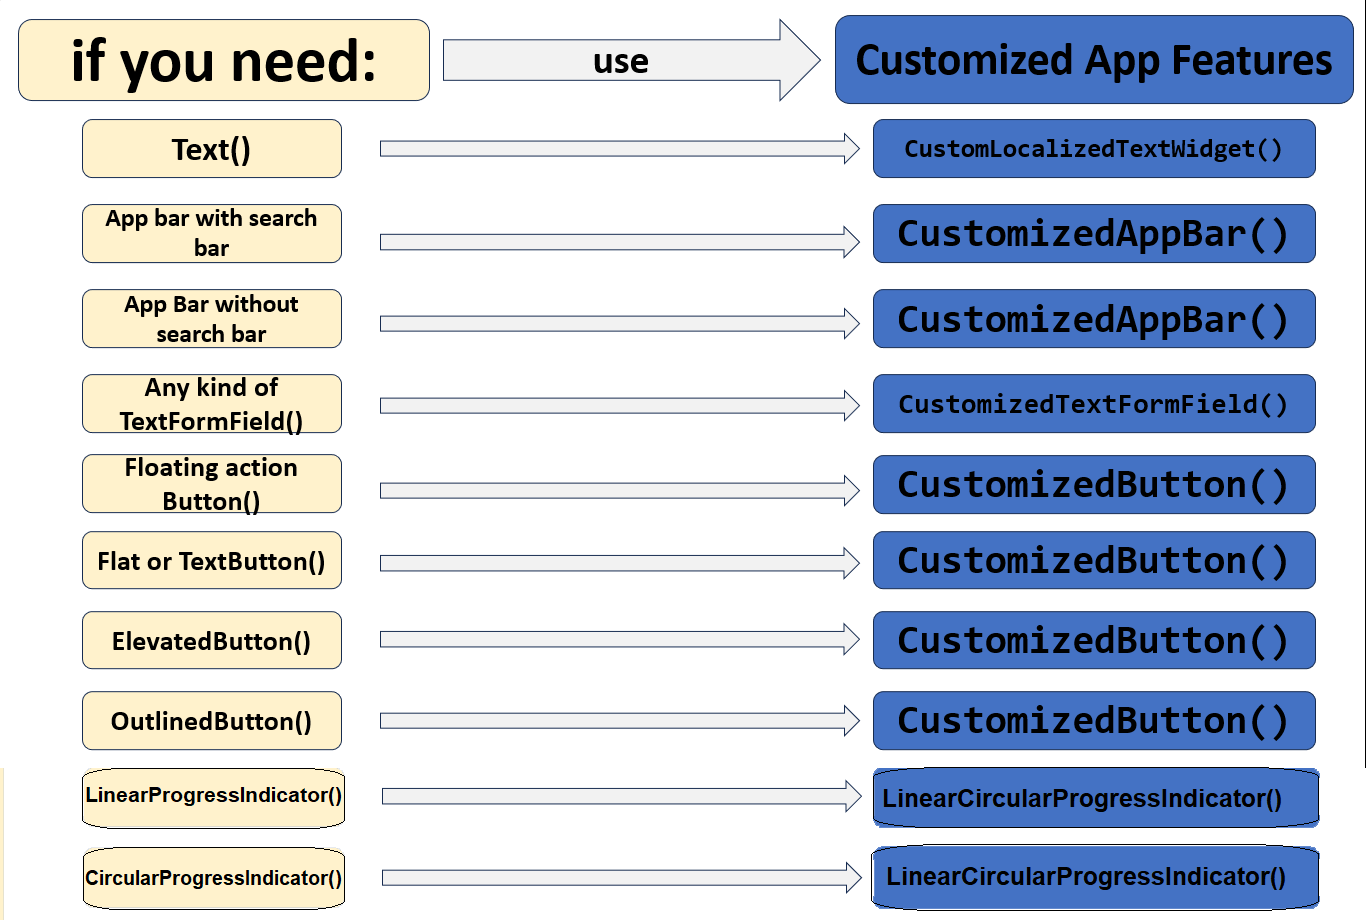 if you need:
use
Customized App Features
Text()
CustomLocalizedTextWidget()
App bar with search
bar
CustomizedAppBar()
App Bar without
search bar
CustomizedAppBar()
Any kind of
TextFormField()
CustomizedTextFormField()
Floating action
Button()
CustomizedButton()
Flat or TextButton()
CustomizedButton()
ElevatedButton()
CustomizedButton()
OutlinedButton()
CustomizedButton()
LinearProgressIndicator()
LinearCircularProgressIndicator()
CircularProgressIndicator()
LinearCircularProgressIndicator()